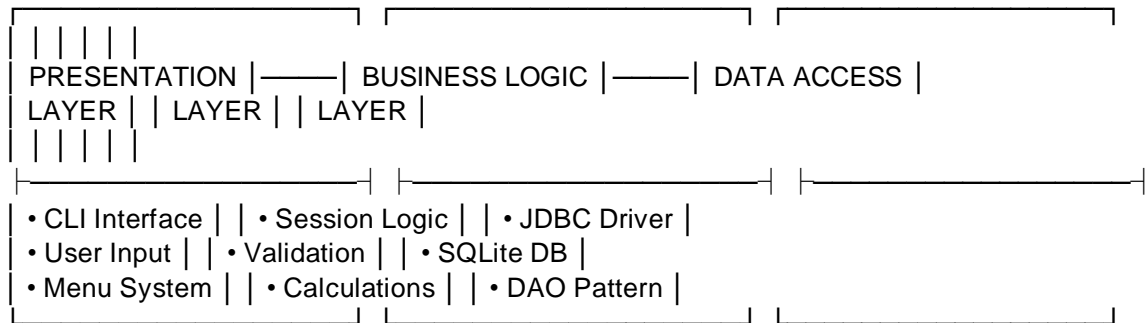 │ │ │ │ │ │
│ PRESENTATION │────│ BUSINESS LOGIC │────│ DATA ACCESS │
│ LAYER │ │ LAYER │ │ LAYER │
│ │ │ │ │ │
│ • CLI Interface │ │ • Session Logic │ │ • JDBC Driver │
│ • User Input │ │ • Validation │ │ • SQLite DB │
│ • Menu System │ │ • Calculations │ │ • DAO Pattern │